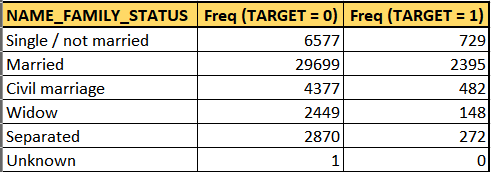 NAME_FAMILY_STATUS Freq (TARGET = 0) Freq (TARGET = 1)
Single / not married 6577 729
Married 29699 2395
Civil marriage 4377 482
Widow 2449 148
Separated 2870 272
Unknown 1 0